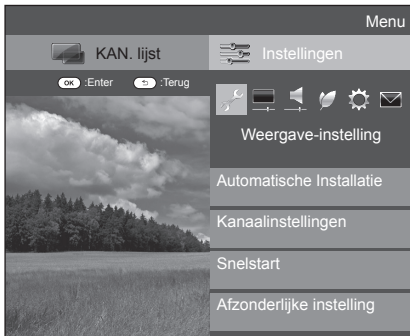 Menu
KAN. lijst
Instellingen
OK :Enter :Terug
Weergave-instelling
Automatische Installatie
Kanaalinstellingen
Snelstart
Afzonderlijke instelling